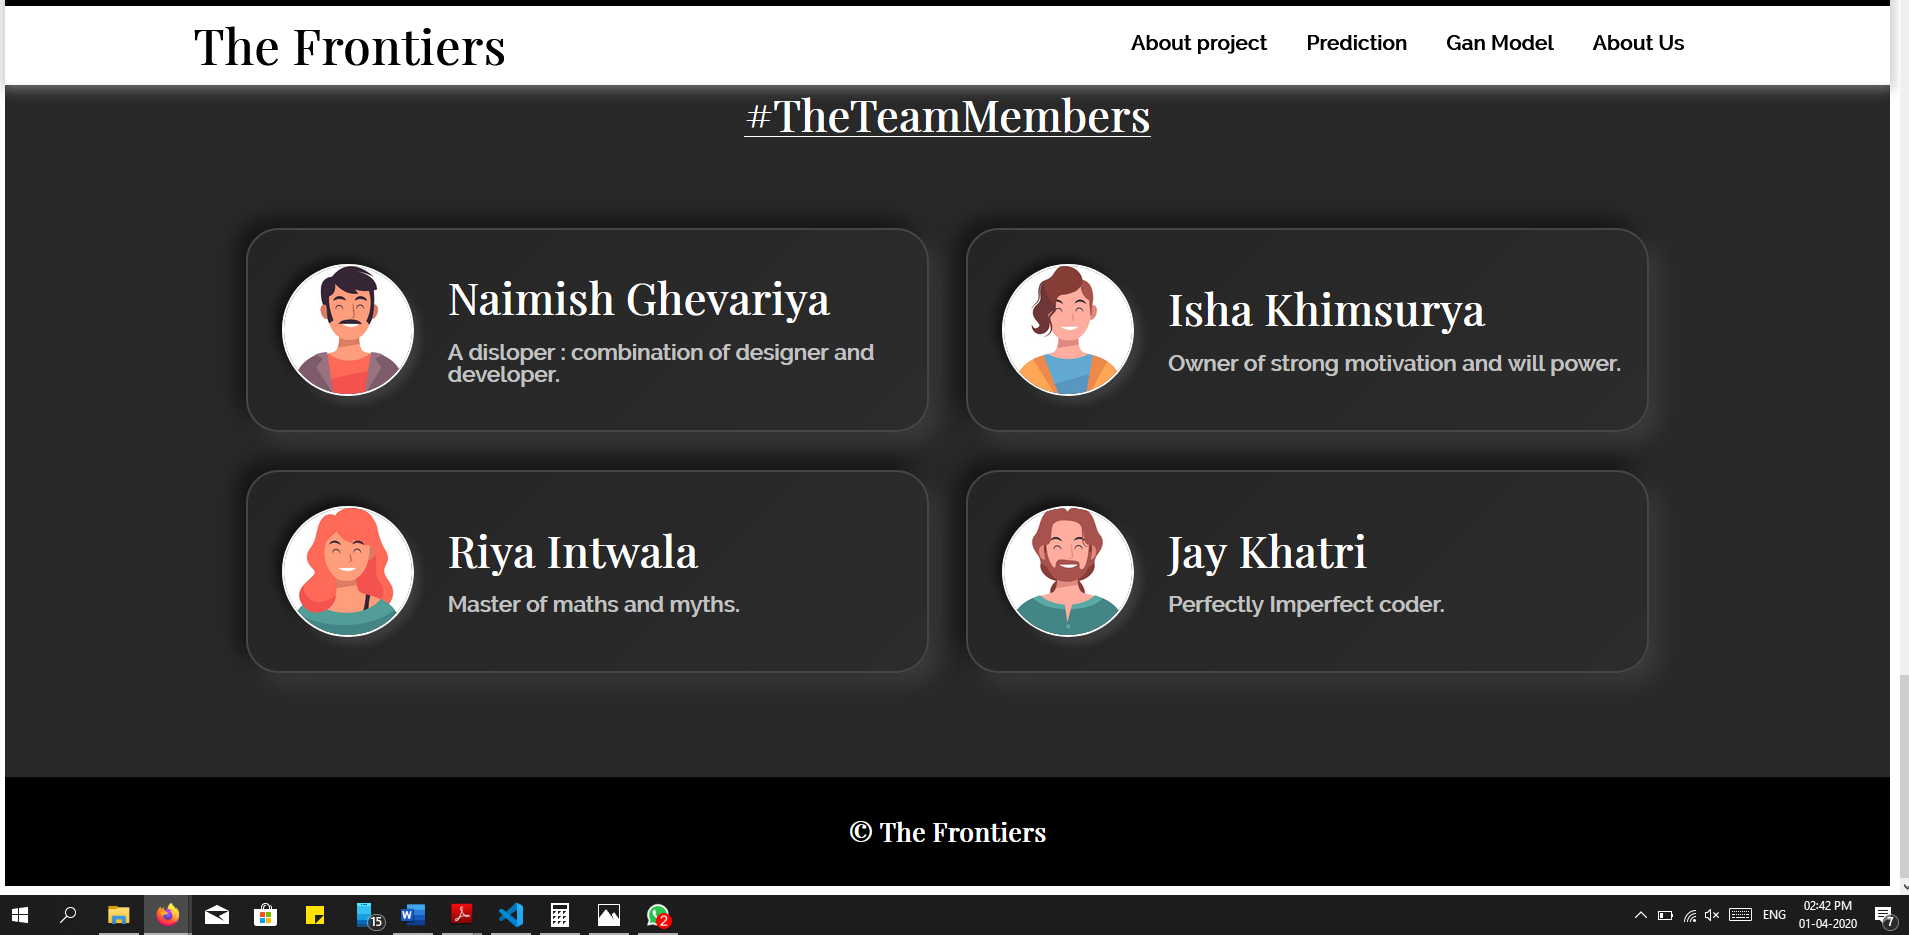 The Frontiers
About project Prediction Gan Model About Us
#TheTeamMembers
Naimish Ghevariya
A disloper : combination of designer and
developer.
Isha Khimsurya
Owner of strong motivation and will power.
Riya Intwala
Master of maths and myths.
Jay Khatri
Perfectly Imperfect coder.
© The Frontiers
15
W
2
ENG
02:42 PM
01-04-2020
7